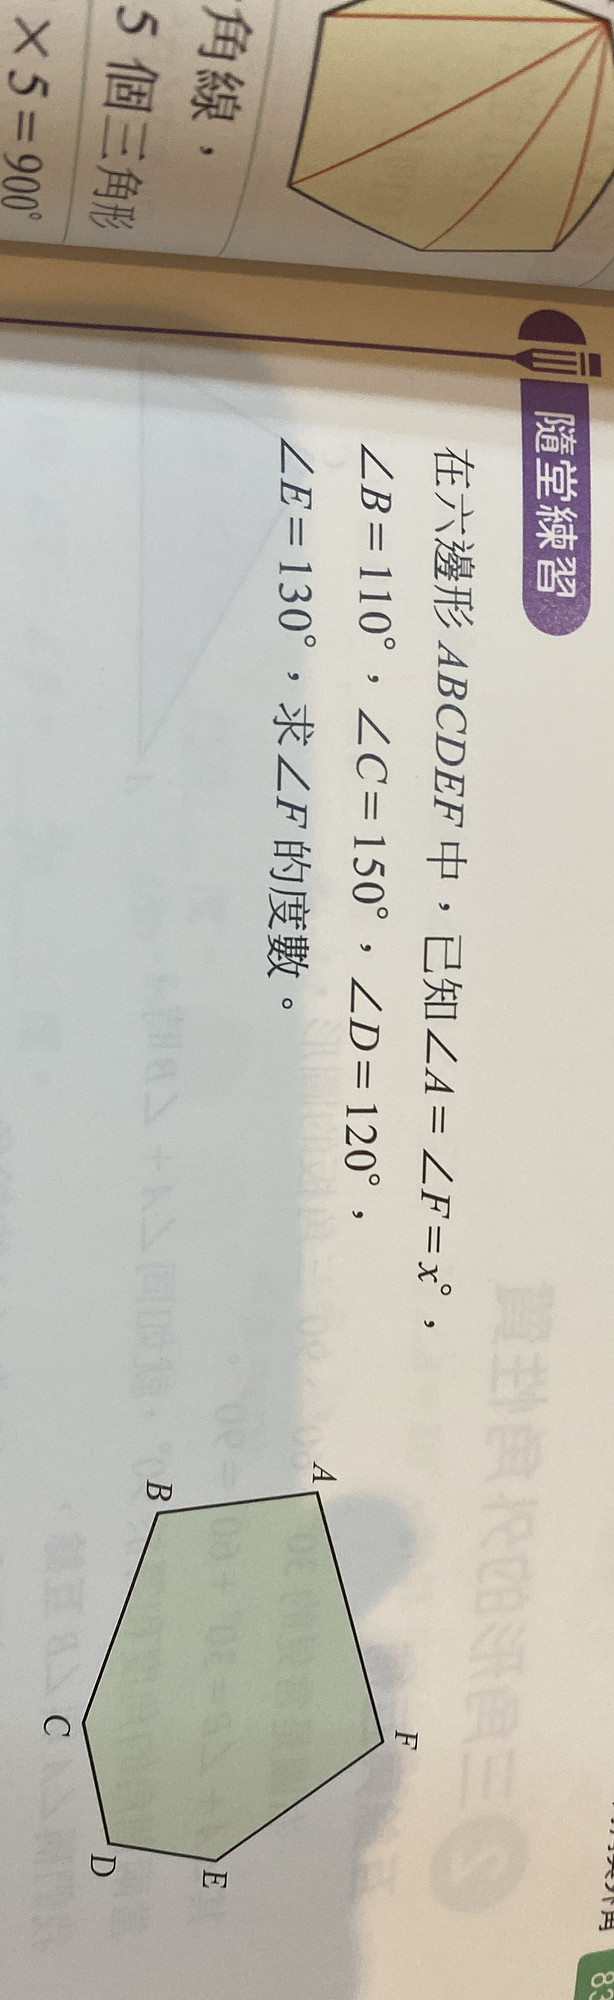 角線，
5 個三角形
× 5 = 900°
隨堂練習
在六邊形 ABCDEF 中，已知∠A = ∠F = x°，
∠B = 110°，∠C = 150°，∠D = 120°，
∠E = 130°，求∠F 的度數。
A
B
C
D
E
F
83